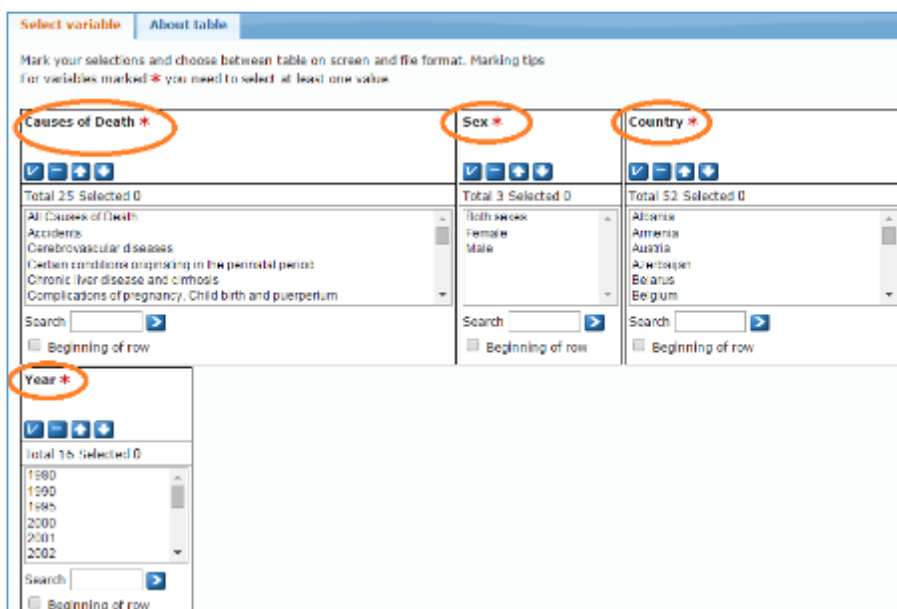 Select variable
About table
Mark your selections and choose between table on screen and file format. Marking tips
For variables marked * you need to select at least one value
Causes of Death *
Total 25 Selected 0
All Causes of Death
Accidents
Cerebrovascular diseases
Certain conditions originating in the perinatal period
Chronic liver disease and cirrhosis
Complications of pregnancy, Child birth and puerperium
Search
Beginning of row
Sex *
Total 3 Selected 0
Both sexes
Female
Male
Search
Beginning of row
Country *
Total 52 Selected 0
Albania
Armenia
Austria
Azerbaijan
Belarus
Belgium
Search
Beginning of row
Year *
Total 16 Selected 0
1980
1990
1995
2000
2001
2002
Search
Beginning of row